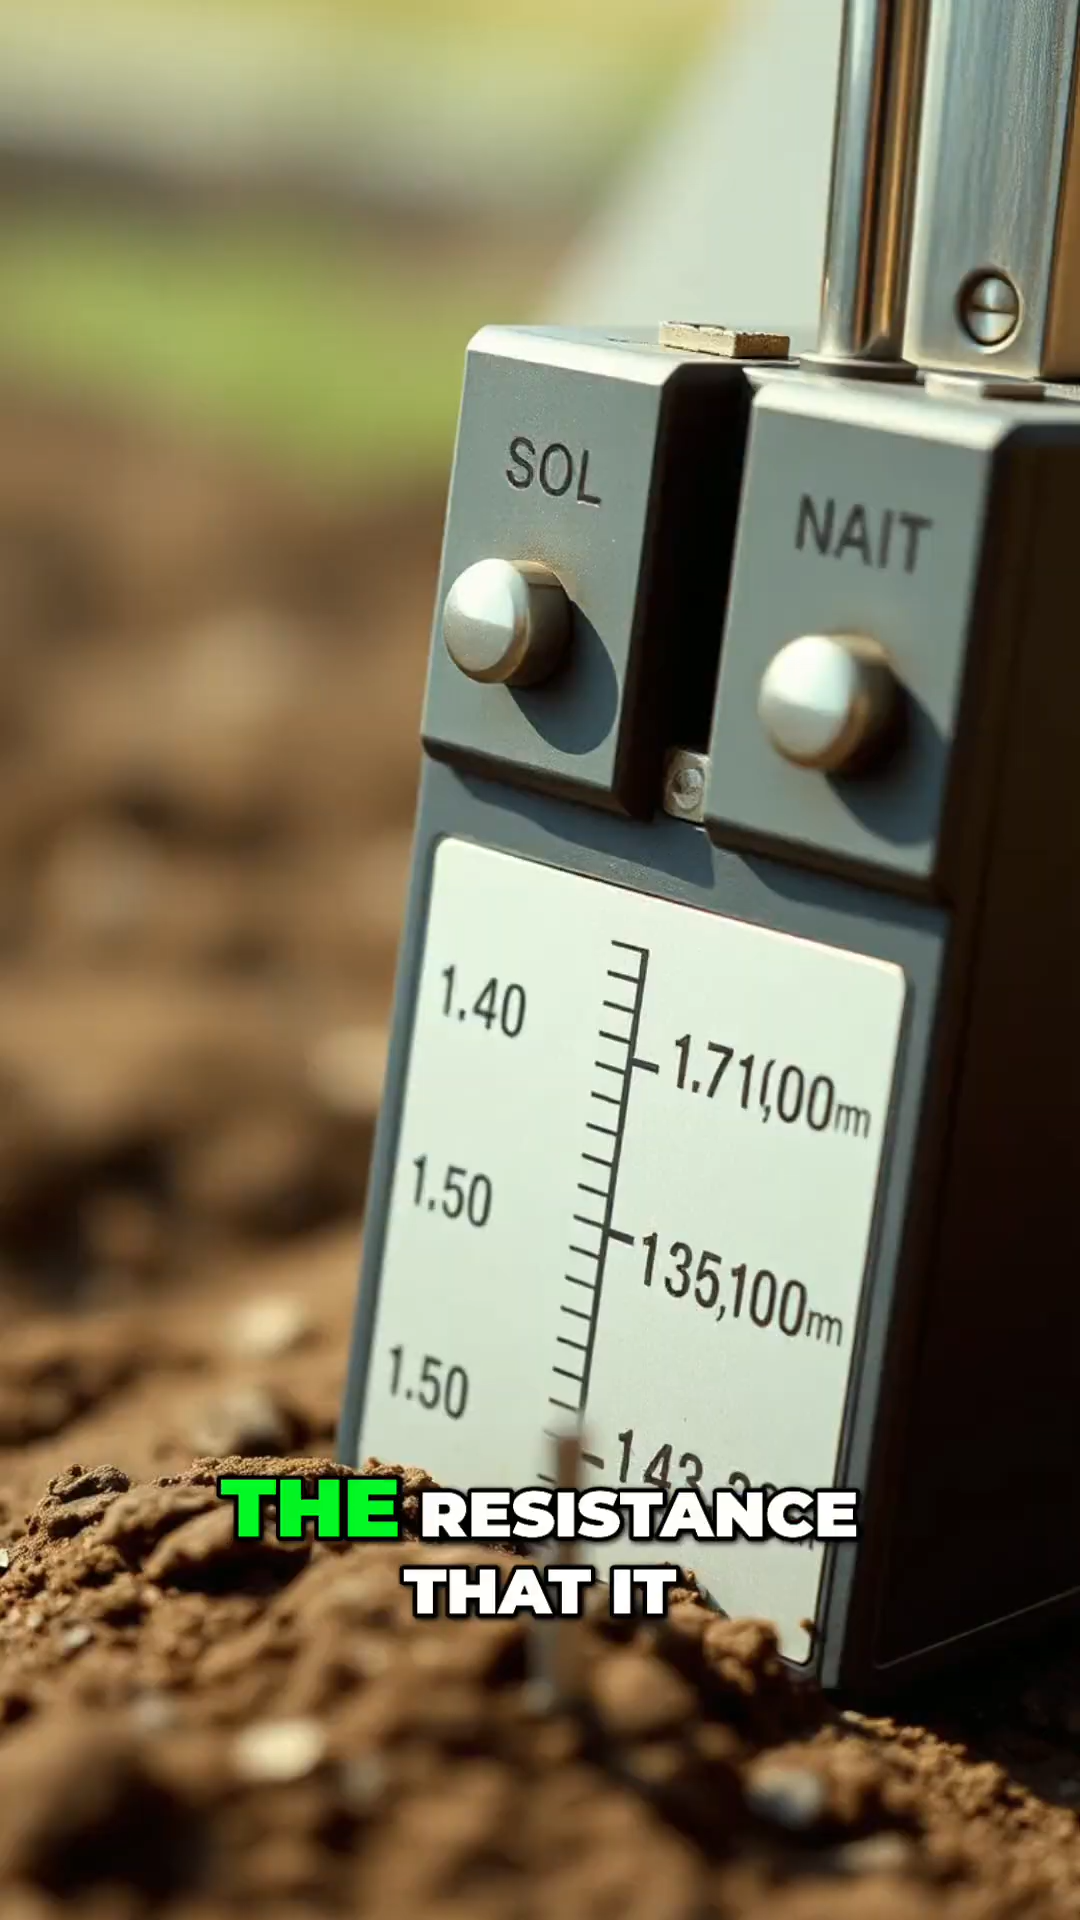 SOL
NAIT
1.40
1.71(,00m
1.50
135,100m
1.50
THE RESISTANCE
THAT IT